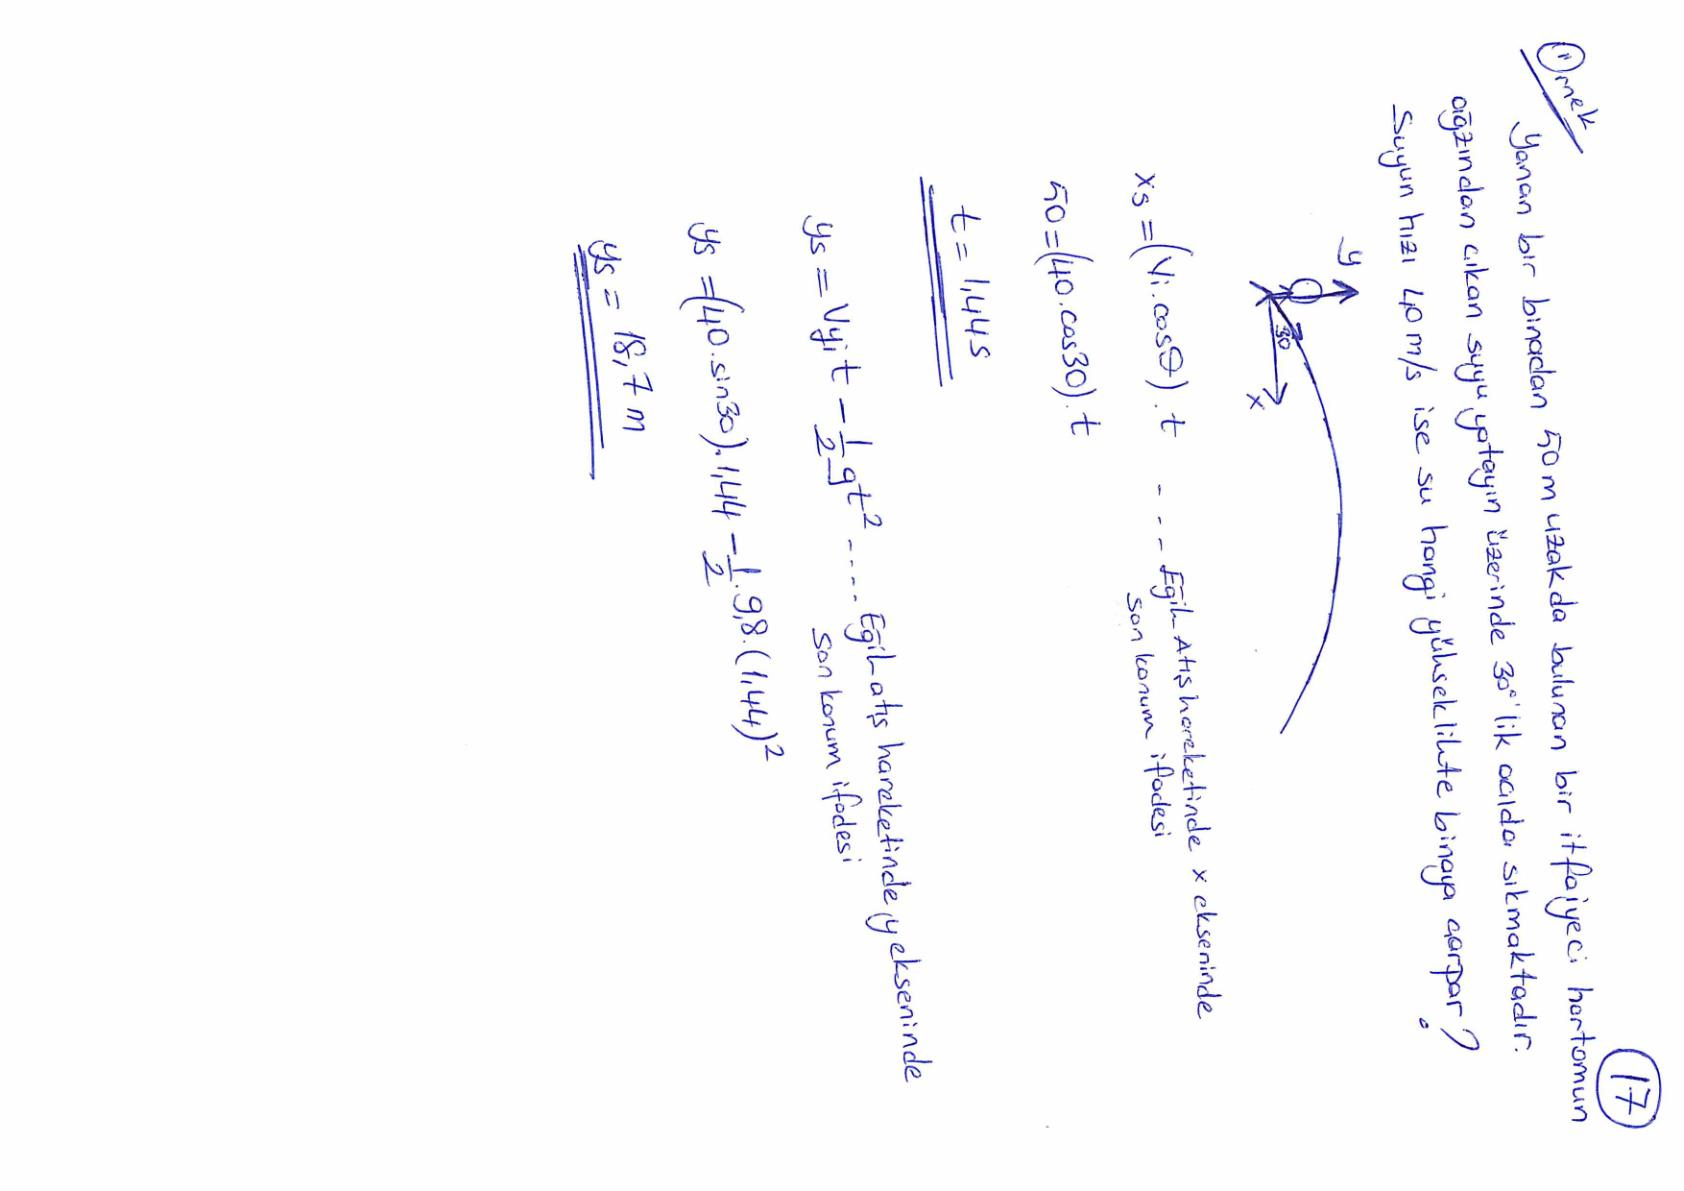 17
Örnek
Yanan bir binadan 50 m uzakda bulunan bir itfaiyeci hortomun
ağzından çıkan suyu yatayın üzerinde 30°'lik açıda sıkmaktadır.
Suyun hızı 40 m/s ise su hangi yükseklikte binaya çarpar?
y
30
x
xs = (Vi.cosθ).t - - - Eğik Atış hareketinde x ekseninde
son konum ifadesi
50 = (40.cos30).t
t = 1,44 s
ys = Vyi t - 1/2 gt² - - - - Eğik atış hareketinde y ekseninde
son konum ifadesi
ys = (40.sin30).1,44 - 1/2.9,8.(1,44)²
ys = 18,7 m